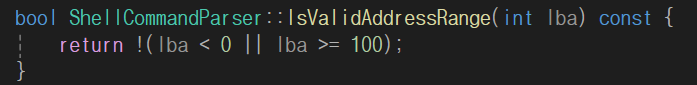 bool ShellCommandParser::IsValidAddressRange(int lba) const {
    return !(lba < 0 || lba >= 100);
}